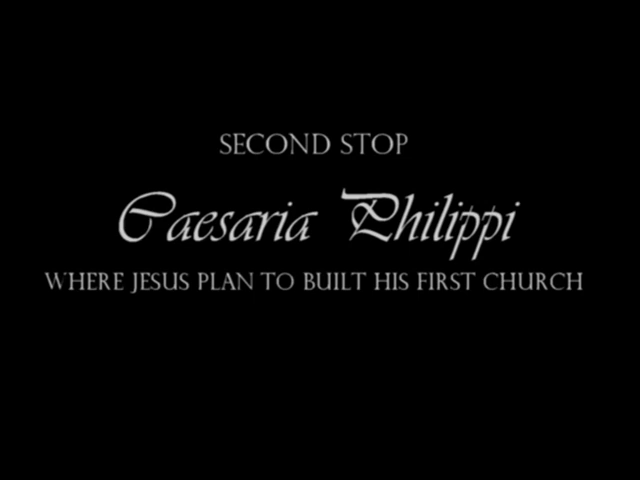 SECOND STOP
Caesaria Philippi
WHERE JESUS PLAN TO BUILT HIS FIRST CHURCH